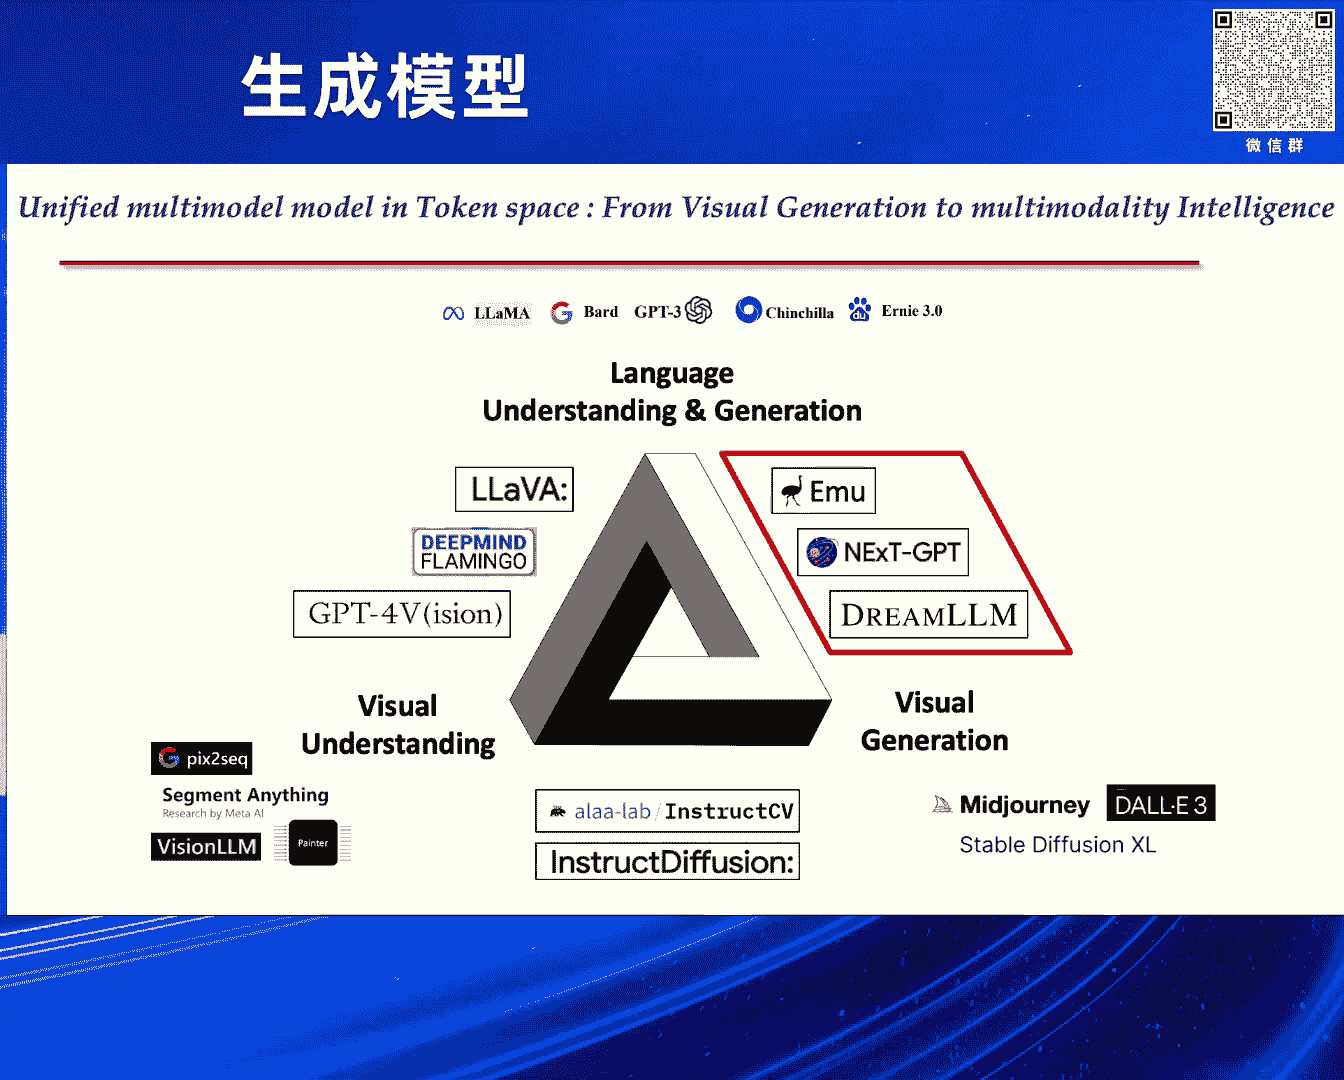 生成模型
微信群
Unified multimodel model in Token space : From Visual Generation to multimodality Intelligence
LLaMA Bard GPT-3 Chinchilla Ernie 3.0
Language
Understanding & Generation
LLaVA:
Emu
DEEPMIND
FLAMINGO
NExT-GPT
GPT-4V(ision)
DREAMLLM
Visual
Understanding
Visual
Generation
pix2seq
Segment Anything
Research by Meta AI
VisionLLM
Painter
alaa-lab/InstructCV
InstructDiffusion:
Midjourney
DALL·E 3
Stable Diffusion XL